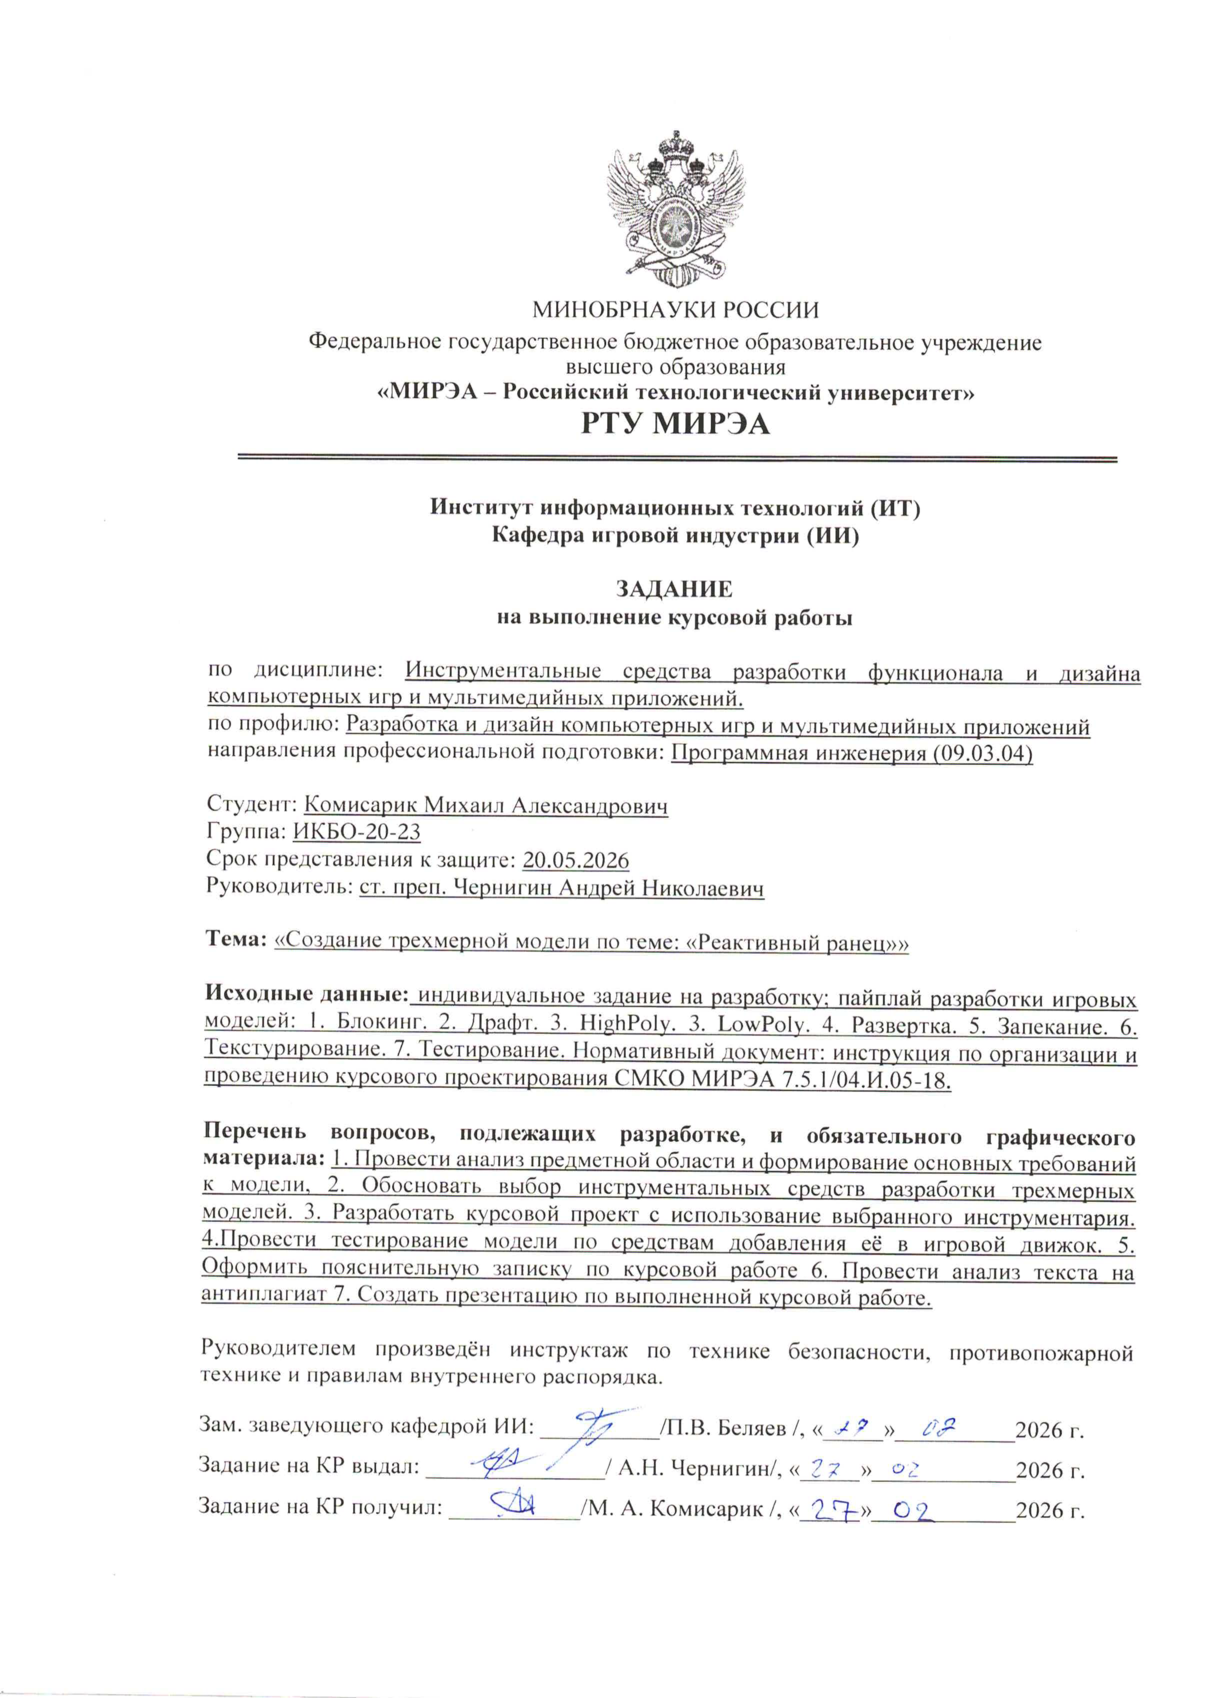 МИНОБРНАУКИ РОССИИ
Федеральное государственное бюджетное образовательное учреждение
высшего образования
«МИРЭА – Российский технологический университет»
РТУ МИРЭА
Институт информационных технологий (ИТ)
Кафедра игровой индустрии (ИИ)
ЗАДАНИЕ
на выполнение курсовой работы
по дисциплине: Инструментальные средства разработки функционала и дизайна
компьютерных игр и мультимедийных приложений.
по профилю: Разработка и дизайн компьютерных игр и мультимедийных приложений
направления профессиональной подготовки: Программная инженерия (09.03.04)
Студент: Комисарик Михаил Александрович
Группа: ИКБО-20-23
Срок представления к защите: 20.05.2026
Руководитель: ст. преп. Чернигин Андрей Николаевич
Тема: «Создание трехмерной модели по теме: «Реактивный ранец»»
Исходные данные: индивидуальное задание на разработку; пайплай разработки игровых
моделей: 1. Блокинг. 2. Драфт. 3. HighPoly. 3. LowPoly. 4. Развертка. 5. Запекание. 6.
Текстурирование. 7. Тестирование. Нормативный документ: инструкция по организации и
проведению курсового проектирования СМКО МИРЭА 7.5.1/04.И.05-18.
Перечень вопросов, подлежащих разработке, и обязательного графического
материала: 1. Провести анализ предметной области и формирование основных требований
к модели, 2. Обосновать выбор инструментальных средств разработки трехмерных
моделей. 3. Разработать курсовой проект с использование выбранного инструментария.
4.Провести тестирование модели по средствам добавления её в игровой движок. 5.
Оформить пояснительную записку по курсовой работе 6. Провести анализ текста на
антиплагиат 7. Создать презентацию по выполненной курсовой работе.
Руководителем произведён инструктаж по технике безопасности, противопожарной
технике и правилам внутреннего распорядка.
Зам. заведующего кафедрой ИИ: /П.В. Беляев /, «27» 02 2026 г.
Задание на КР выдал: / А.Н. Чернигин/, «27» 02 2026 г.
Задание на КР получил: /М. А. Комисарик /, «27» 02 2026 г.